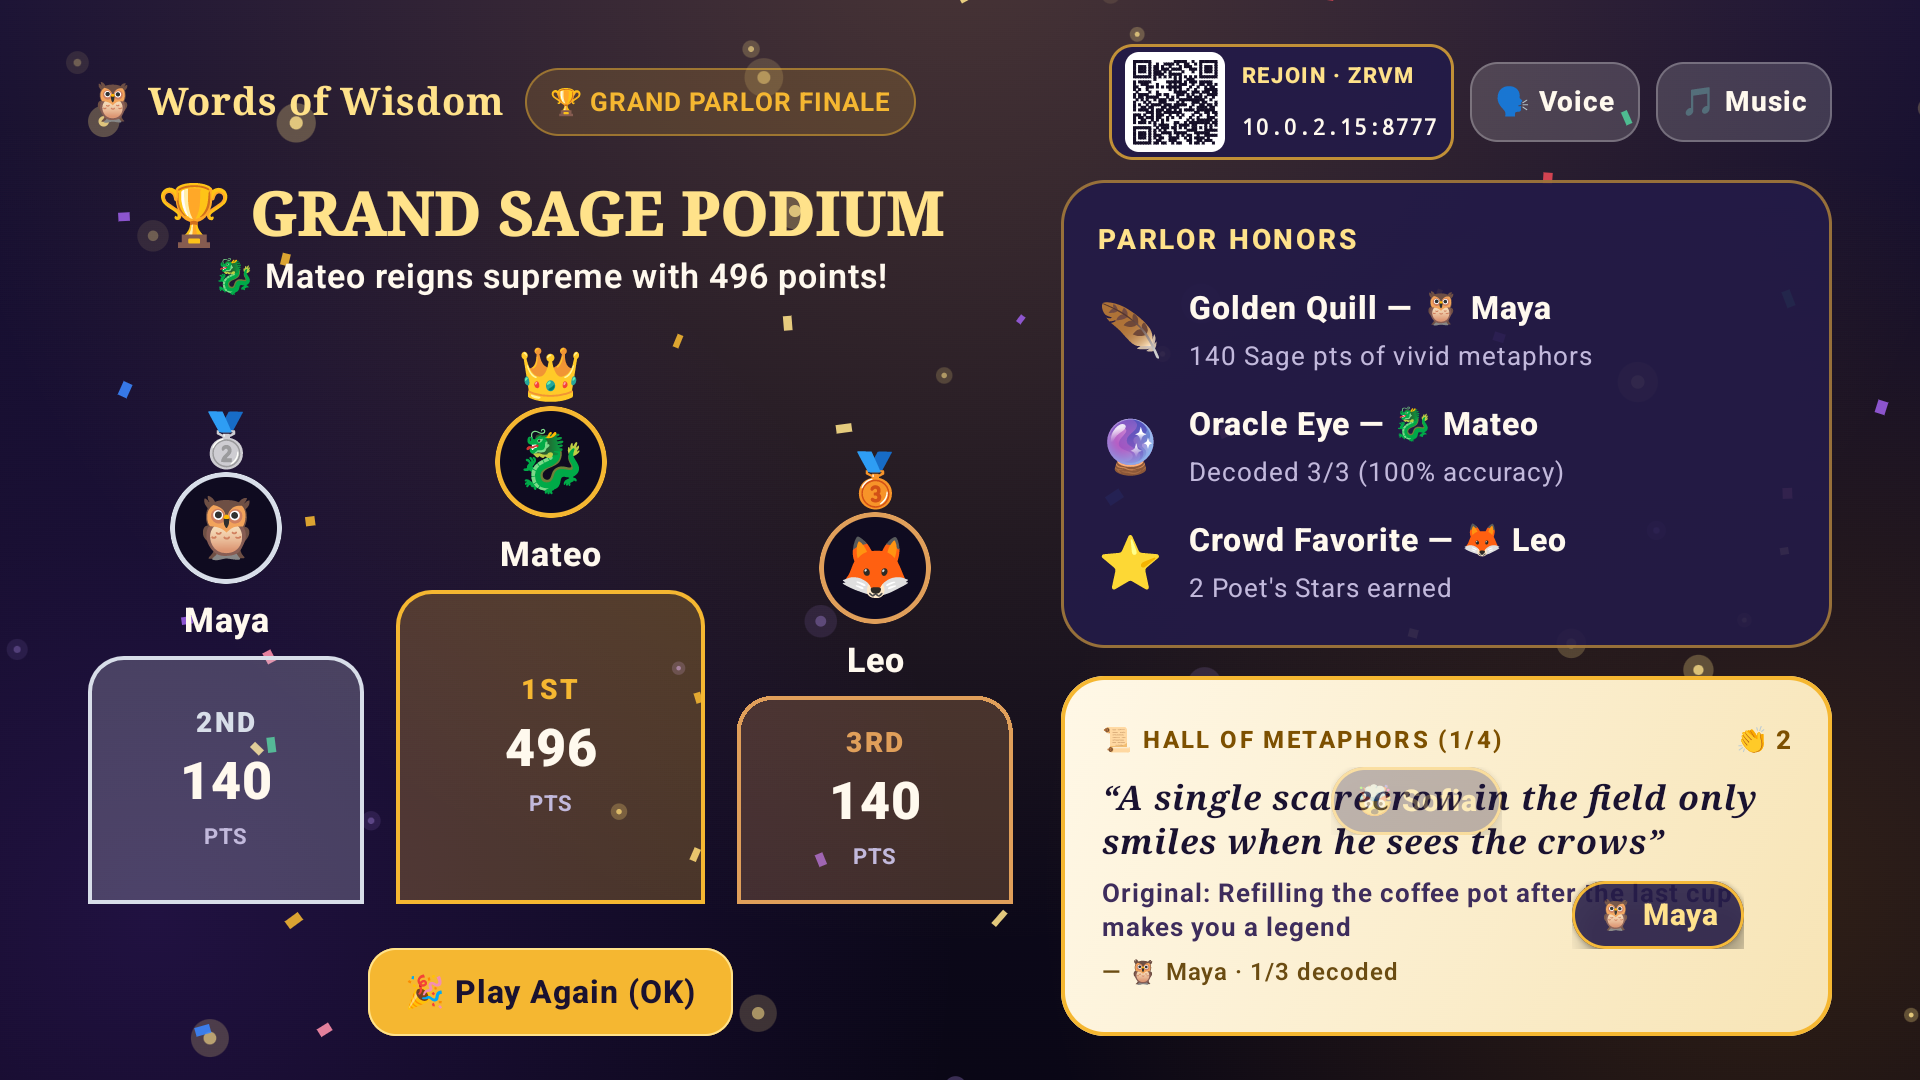 Words of Wisdom
🏆 GRAND PARLOR FINALE
REJOIN · ZRVM
10.0.2.15:8777
🗣️ Voice
🎵 Music
🏆 GRAND SAGE PODIUM
🐉 Mateo reigns supreme with 496 points!
Mateo
1ST
496
PTS
Maya
2ND
140
PTS
Leo
3RD
140
PTS
🎉 Play Again (OK)
PARLOR HONORS
Golden Quill — 🦉 Maya
140 Sage pts of vivid metaphors
Oracle Eye — 🐉 Mateo
Decoded 3/3 (100% accuracy)
Crowd Favorite — 🦊 Leo
2 Poet's Stars earned
📜 HALL OF METAPHORS (1/4)
👏 2
“A single scarecrow in the field only
smiles when he sees the crows”
Sofia
Original: Refilling the coffee pot after the last cup
makes you a legend
🦉 Maya
— 🦉 Maya · 1/3 decoded